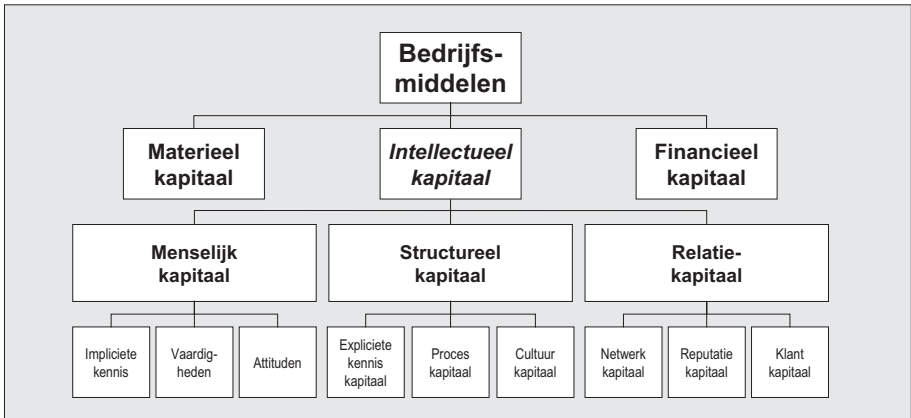 Bedrijfs-
middelen
Materieel
kapitaal
Intellectueel
kapitaal
Financieel
kapitaal
Menselijk
kapitaal
Structureel
kapitaal
Relatie-
kapitaal
Impliciete
kennis
Vaardig-
heden
Attituden
Expliciete
kennis
kapitaal
Proces
kapitaal
Cultuur
kapitaal
Netwerk
kapitaal
Reputatie
kapitaal
Klant
kapitaal